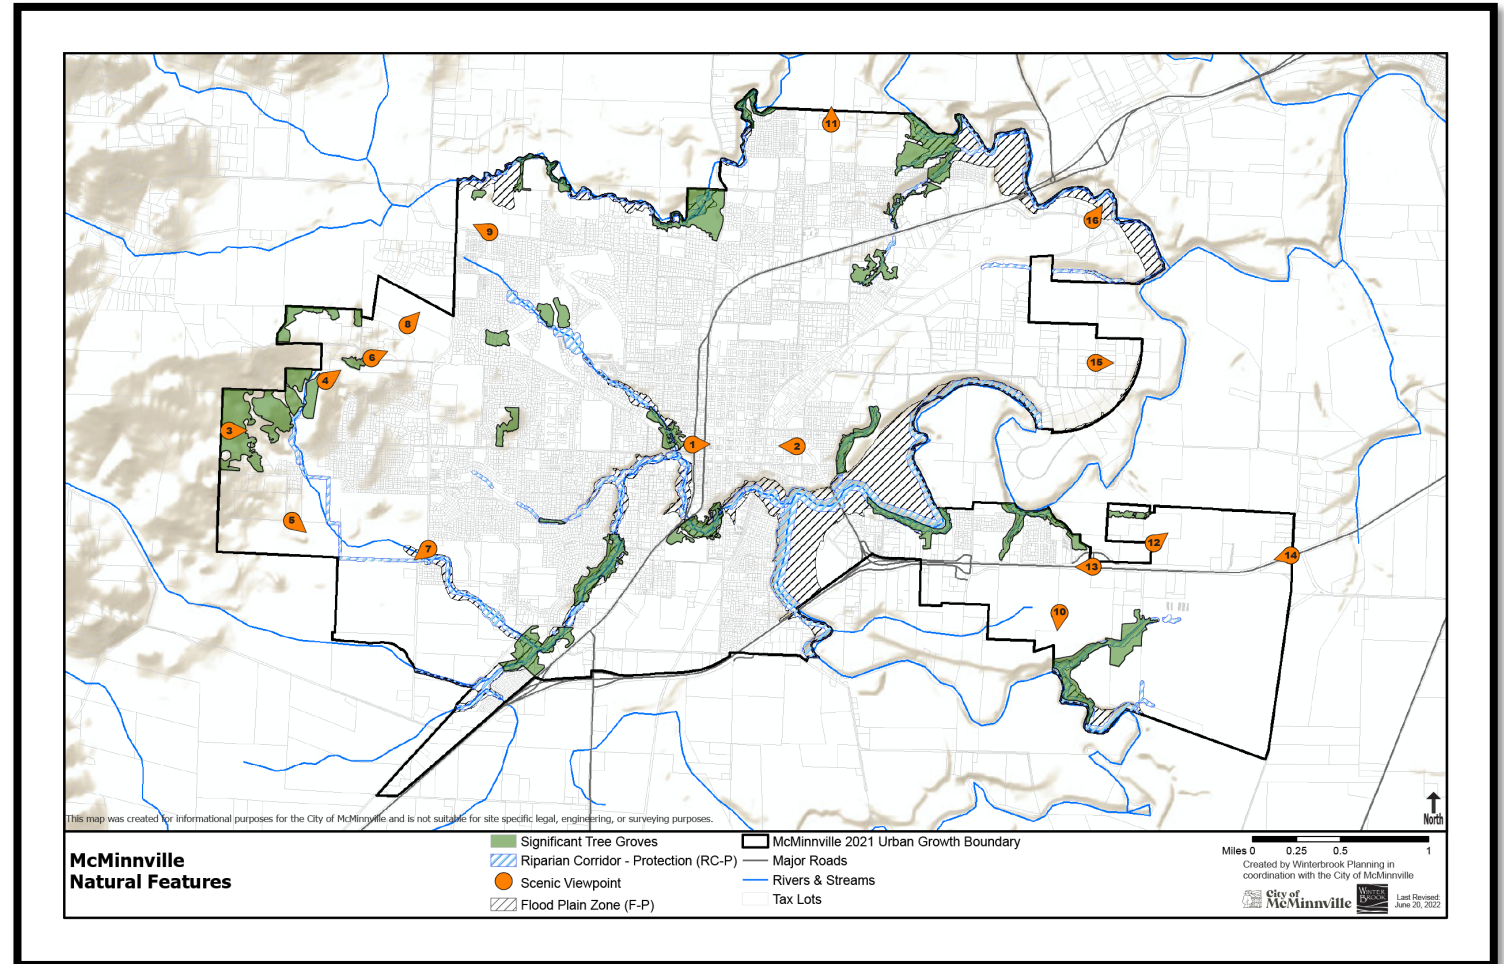 11
16
9
8
6
4
15
3
1
2
5
7
12
14
13
10
North
This map was created for informational purposes for the City of McMinnville and is not suitable for site specific legal, engineering, or surveying purposes.
McMinnville
Natural Features
Significant Tree Groves
Riparian Corridor - Protection (RC-P)
Scenic Viewpoint
Flood Plain Zone (F-P)
McMinnville 2021 Urban Growth Boundary
Major Roads
Rivers & Streams
Tax Lots
Miles 0 0.25 0.5 1
Created by Winterbrook Planning in
coordination with the City of McMinnville
City of
McMinnville
WINTER
BROOK
Last Revised:
June 20, 2022